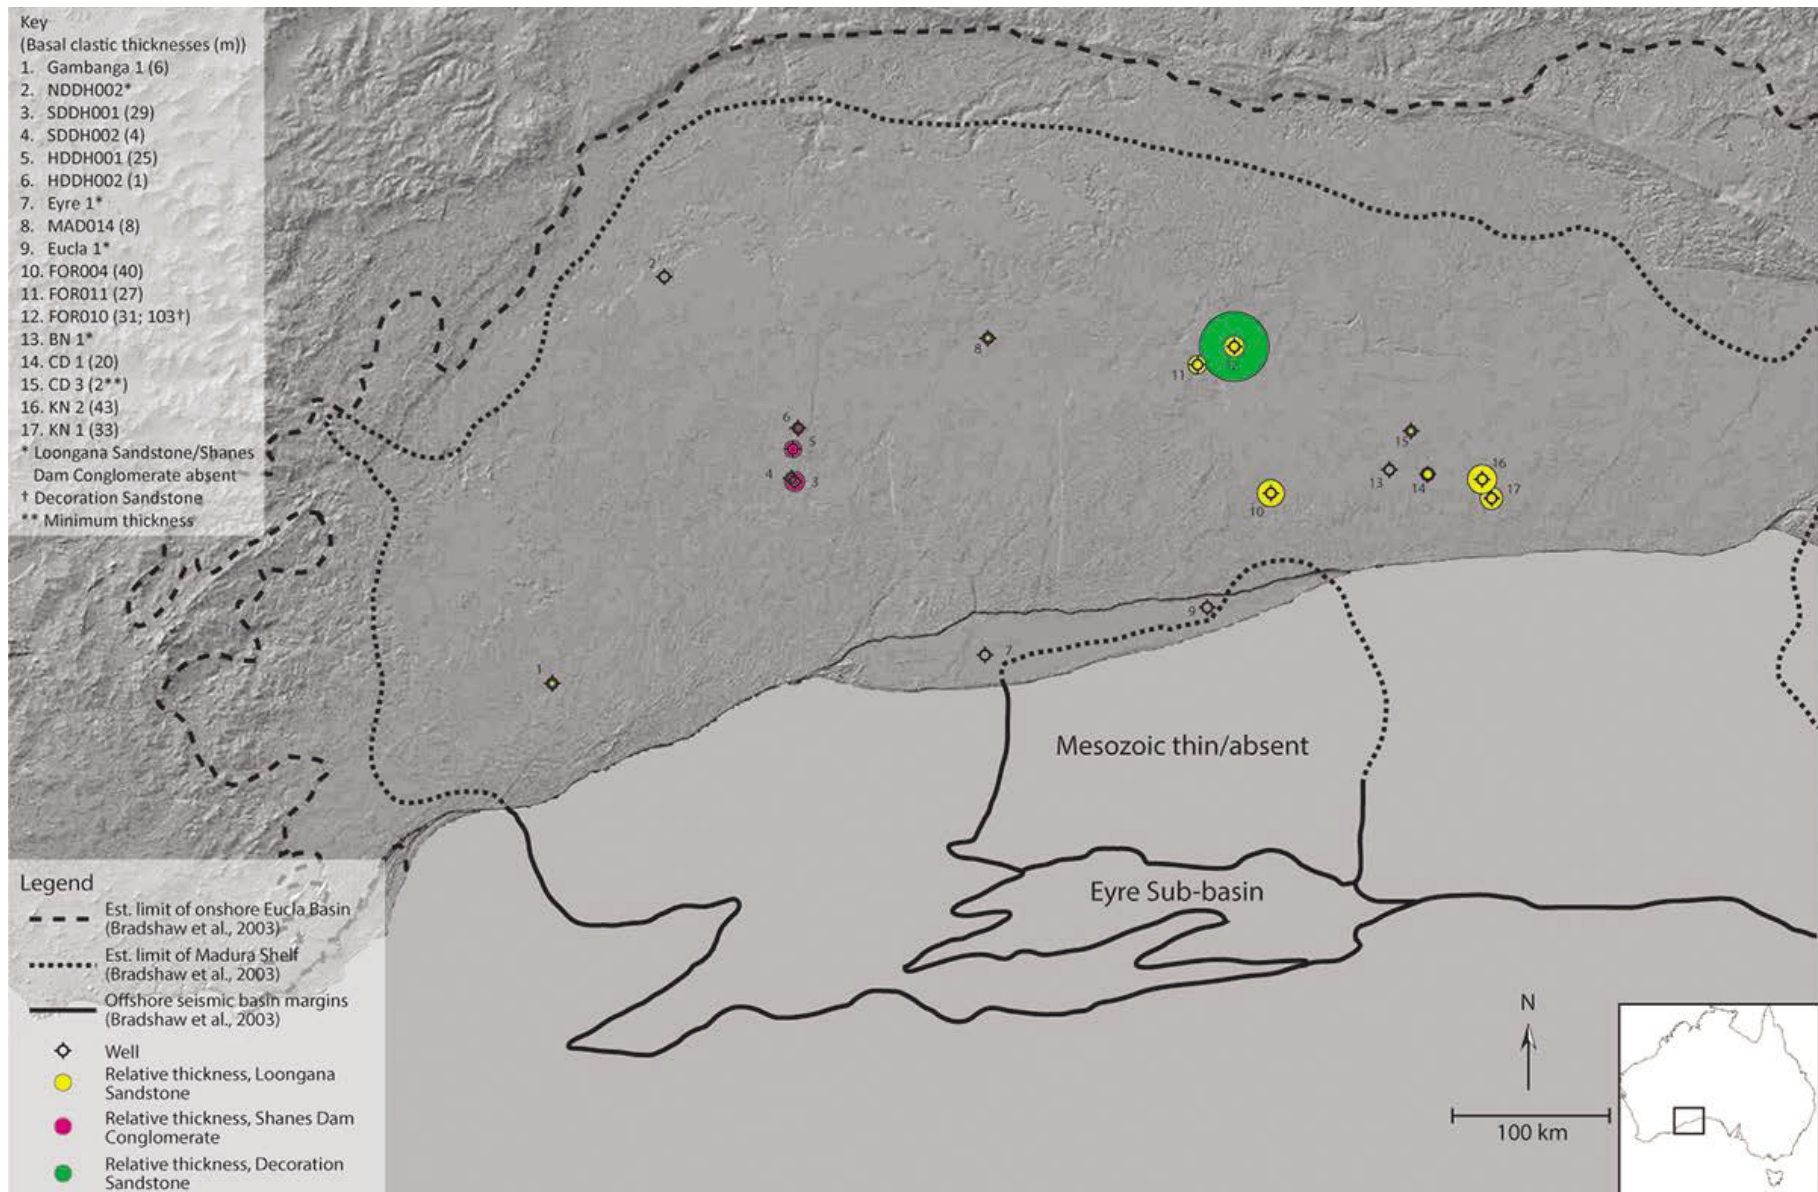 Key
(Basal clastic thicknesses (m))
1. Gambanga 1 (6)
2. NDDH002*
3. SDDH001 (29)
4. SDDH002 (4)
5. HDDH001 (25)
6. HDDH002 (1)
7. Eyre 1*
8. MAD014 (8)
9. Eucla 1*
10. FOR004 (40)
11. FOR011 (27)
12. FOR010 (31; 103†)
13. BN 1*
14. CD 1 (20)
15. CD 3 (2**)
16. KN 2 (43)
17. KN 1 (33)
* Loongana Sandstone/Shanes
Dam Conglomerate absent
† Decoration Sandstone
** Minimum thickness
2
8
12
11
6
5
4
3
15
13
14
16
17
10
9
7
1
Mesozoic thin/absent
Eyre Sub-basin
Legend
Est. limit of onshore Eucla Basin
(Bradshaw et al., 2003)
Est. limit of Madura Shelf
(Bradshaw et al., 2003)
Offshore seismic basin margins
(Bradshaw et al., 2003)
Well
Relative thickness, Loongana
Sandstone
Relative thickness, Shanes Dam
Conglomerate
Relative thickness, Decoration
Sandstone
N
100 km